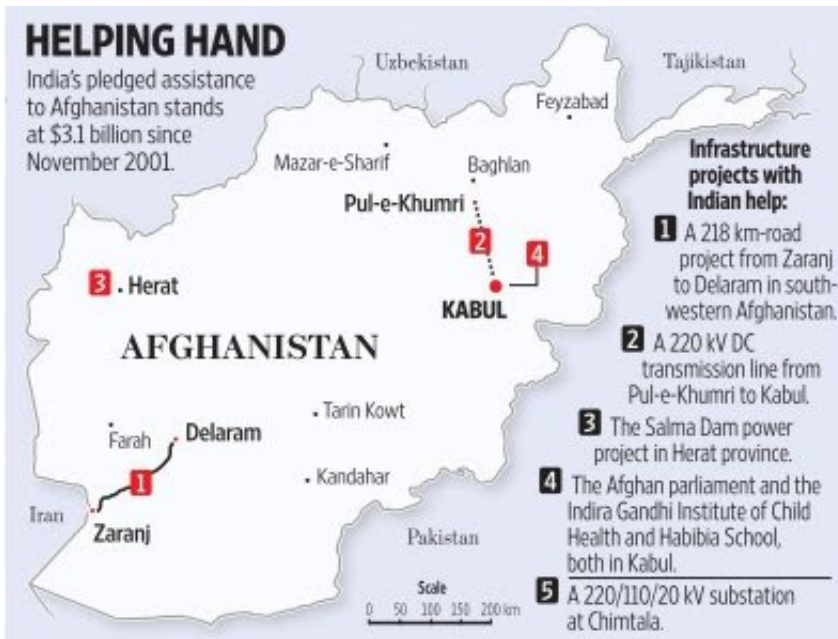 HELPING HAND
India's pledged assistance
to Afghanistan stands
at $3.1 billion since
November 2001.
Uzbekistan
Tajikistan
Feyzabad
Mazar-e-Sharif
Baghlan
Pul-e-Khumri
2
4
3
Herat
KABUL
AFGHANISTAN
Tarin Kowt
Farah
Delaram
1
Kandahar
Iran
Zaranj
Pakistan
Scale
0 50 100 150 200 km
Infrastructure
projects with
Indian help:
1 A 218 km-road
project from Zaranj
to Delaram in south-
western Afghanistan.
2 A 220 kV DC
transmission line from
Pul-e-Khumri to Kabul.
3 The Salma Dam power
project in Herat province.
4 The Afghan parliament and the
Indira Gandhi Institute of Child
Health and Habibia School,
both in Kabul.
5 A 220/110/20 kV substation
at Chimtala.